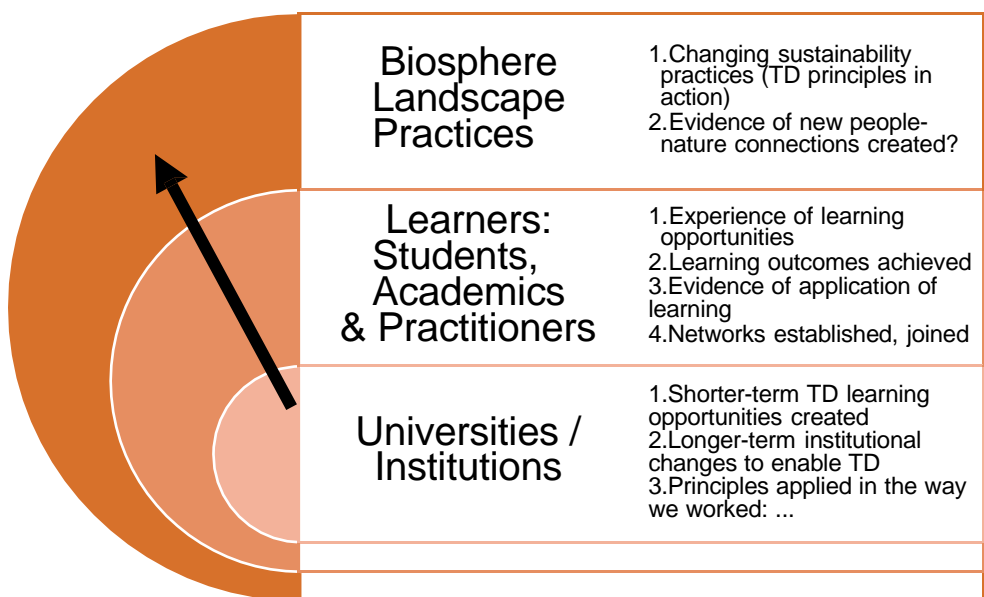 Biosphere
Landscape
Practices
1.Changing sustainability
practices (TD principles in
action)
2.Evidence of new people-
nature connections created?
Learners:
Students,
Academics
& Practitioners
1.Experience of learning
opportunities
2.Learning outcomes achieved
3.Evidence of application of
learning
4.Networks established, joined
Universities /
Institutions
1.Shorter-term TD learning
opportunities created
2.Longer-term institutional
changes to enable TD
3.Principles applied in the way
we worked: ...